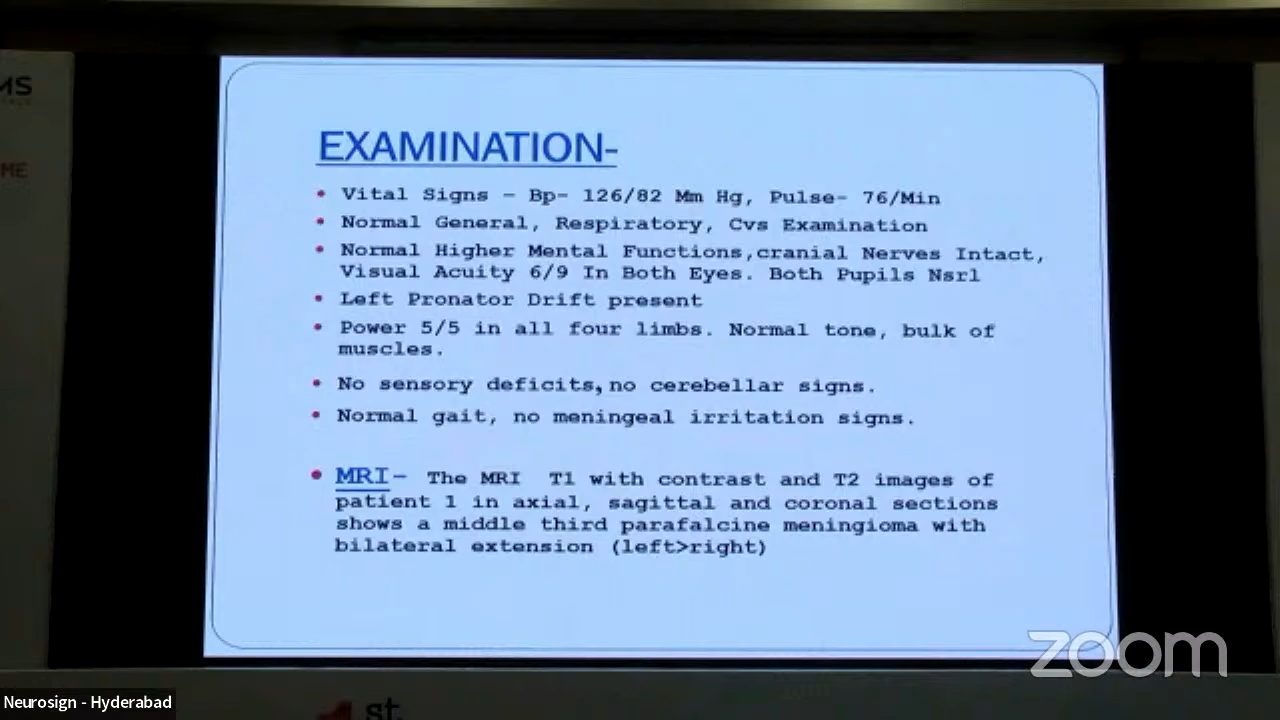 MS
ME
EXAMINATION-
• Vital Signs – Bp- 126/82 Mm Hg, Pulse- 76/Min
• Normal General, Respiratory, Cvs Examination
• Normal Higher Mental Functions,cranial Nerves Intact,
Visual Acuity 6/9 In Both Eyes. Both Pupils Nsrl
• Left Pronator Drift present
• Power 5/5 in all four limbs. Normal tone, bulk of
muscles.
• No sensory deficits,no cerebellar signs.
• Normal gait, no meningeal irritation signs.
• MRI- The MRI T1 with contrast and T2 images of
patient 1 in axial, sagittal and coronal sections
shows a middle third parafalcine meningioma with
bilateral extension (left>right)
zoom
Neurosign - Hyderabad
st